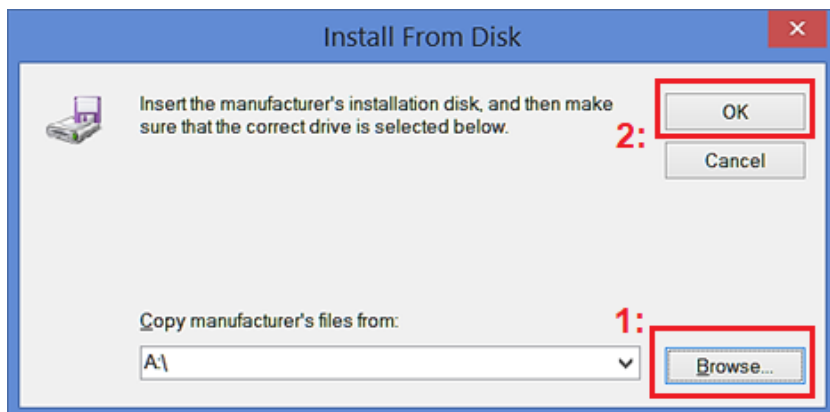 Install From Disk
Insert the manufacturer's installation disk, and then make
sure that the correct drive is selected below.
2:
OK
Cancel
Copy manufacturer's files from:
1:
A:\
Browse...